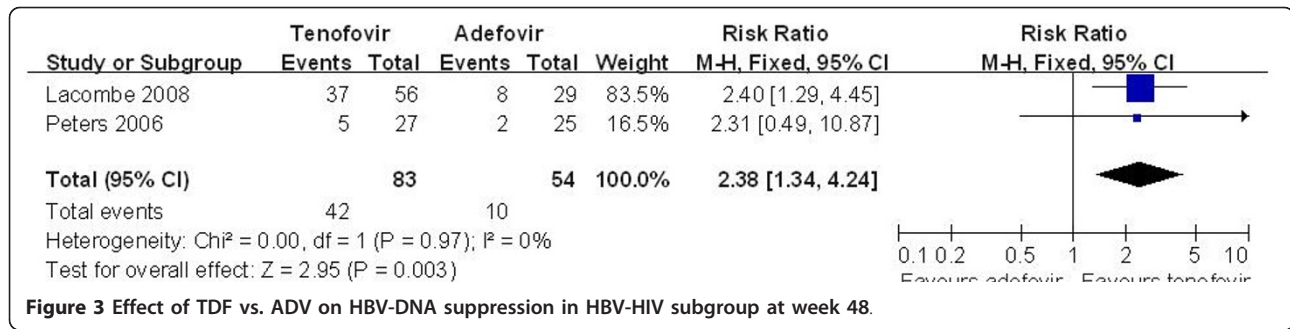 Tenofovir Adefovir Risk Ratio Risk Ratio
Study or Subgroup Events Total Events Total Weight M-H, Fixed, 95% CI M-H, Fixed, 95% CI
Lacombe 2008 37 56 8 29 83.5% 2.40 [1.29, 4.45]
Peters 2006 5 27 2 25 16.5% 2.31 [0.49, 10.87]
Total (95% CI) 83 54 100.0% 2.38 [1.34, 4.24]
Total events 42 10
Heterogeneity: Chi² = 0.00, df = 1 (P = 0.97); I² = 0%
Test for overall effect: Z = 2.95 (P = 0.003)
0.1 0.2 0.5 1 2 5 10
Favours adefovir Favours tenofovir
Figure 3 Effect of TDF vs. ADV on HBV-DNA suppression in HBV-HIV subgroup at week 48.